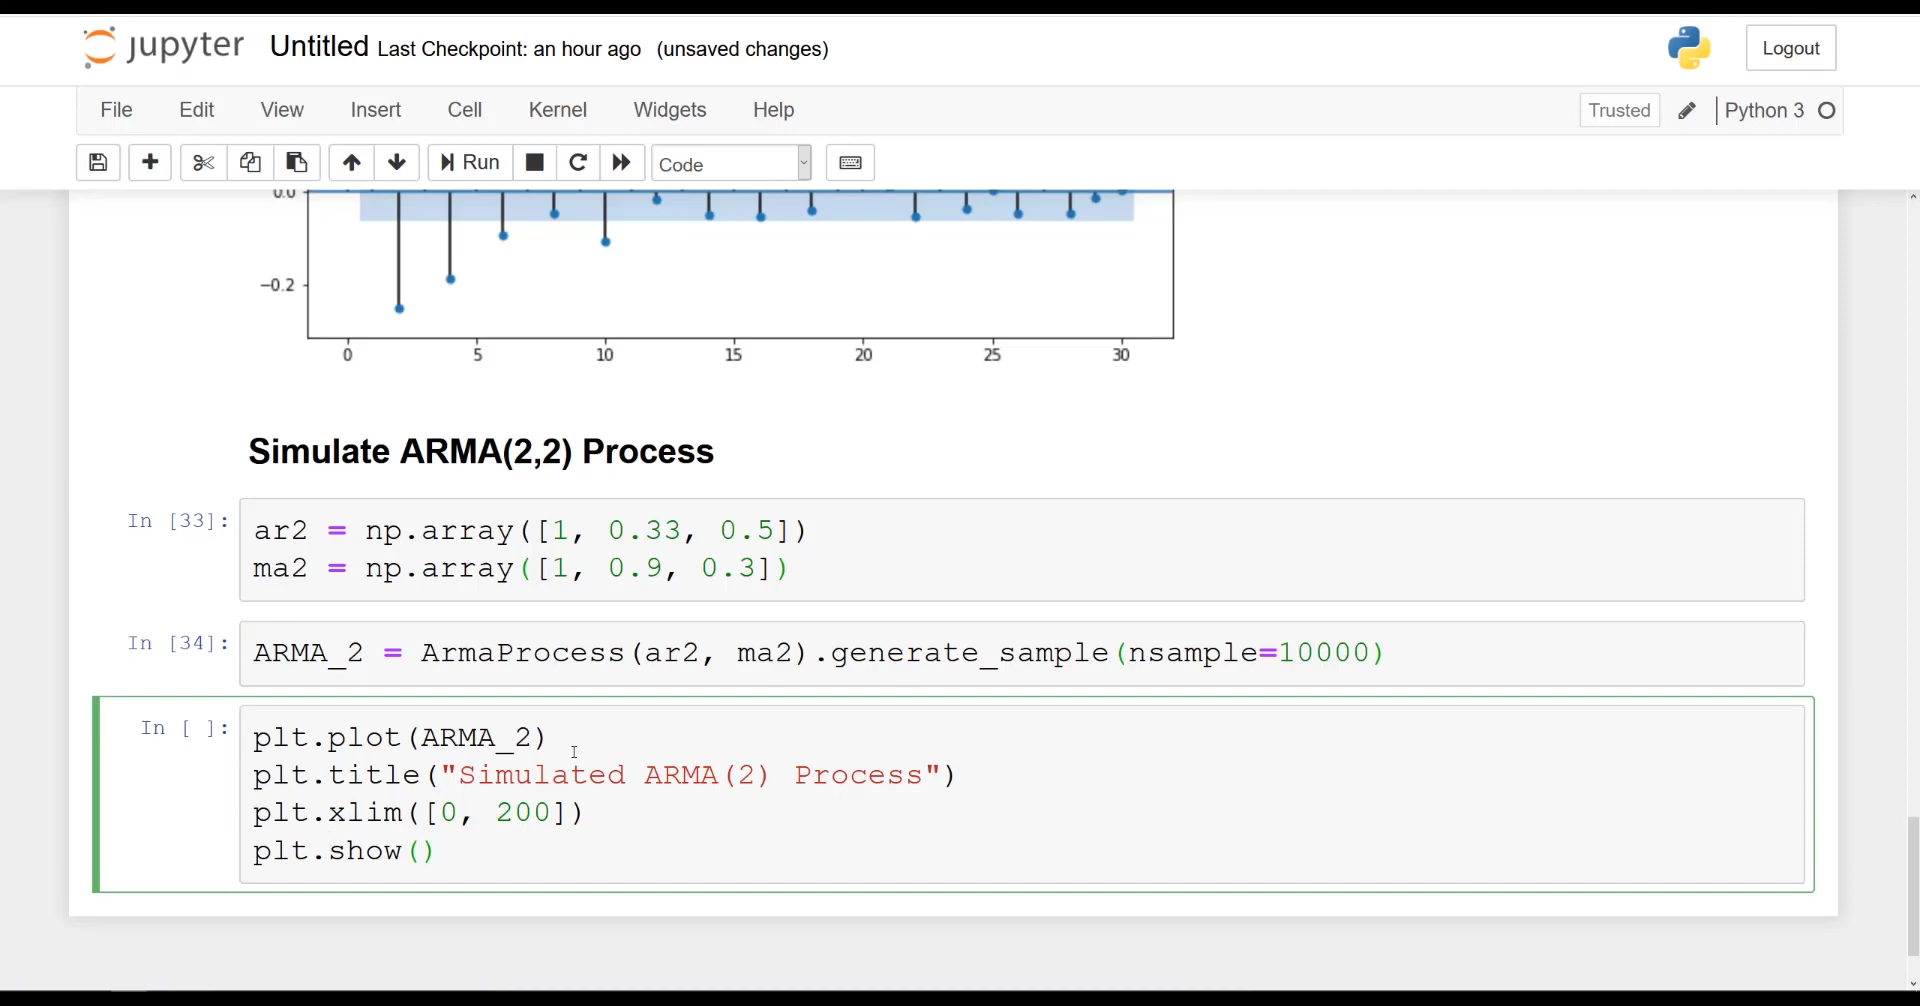 jupyter Untitled Last Checkpoint: an hour ago (unsaved changes) Logout
File Edit View Insert Cell Kernel Widgets Help Trusted Python 3
Run Code
0.0
−0.2
0 5 10 15 20 25 30
Simulate ARMA(2,2) Process
In [33]: ar2 = np.array([1, 0.33, 0.5])
ma2 = np.array([1, 0.9, 0.3])
In [34]: ARMA_2 = ArmaProcess(ar2, ma2).generate_sample(nsample=10000)
In [ ]: plt.plot(ARMA_2)
plt.title("Simulated ARMA(2) Process")
plt.xlim([0, 200])
plt.show()